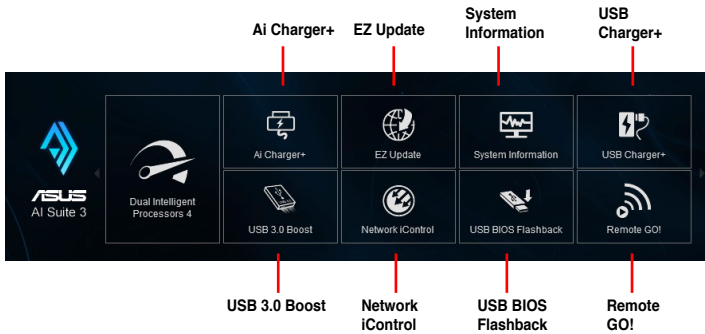 System
Information
USB
Charger+
Ai Charger+
EZ Update
Ai Charger+
EZ Update
System Information
USB Charger+
ASUS
AI Suite 3
Dual Intelligent
Processors 4
USB 3.0 Boost
Network iControl
USB BIOS Flashback
Remote GO!
USB 3.0 Boost
Network
iControl
USB BIOS
Flashback
Remote
GO!